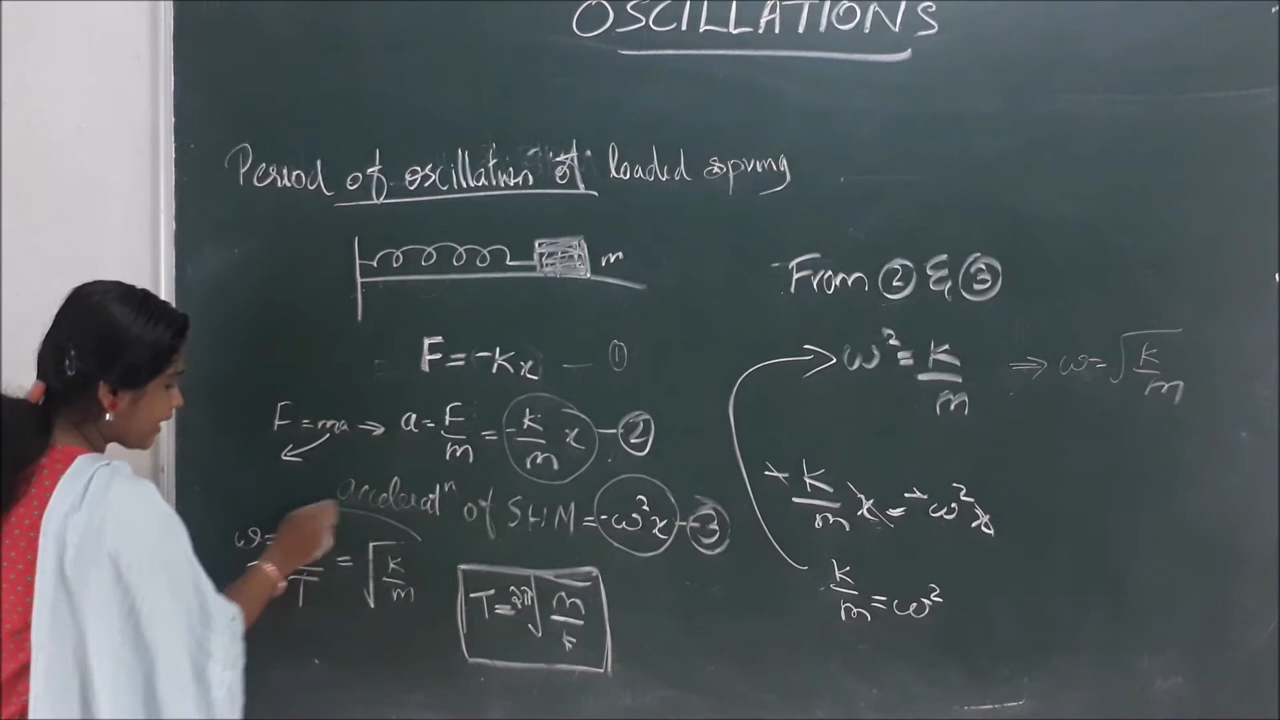 OSCILLATIONS
Period of oscillation of loaded spring
m
F = -kx — ①
F = ma → a = F/m = -k/m x — ②
acceleratⁿ of SHM = -ω²x — 3
ω =
T = √k/m
T = 2π√m/k
From ② & ③
ω² = k/m ⇒ ω = √k/m
-k/m x = -ω²x
k/m = ω²